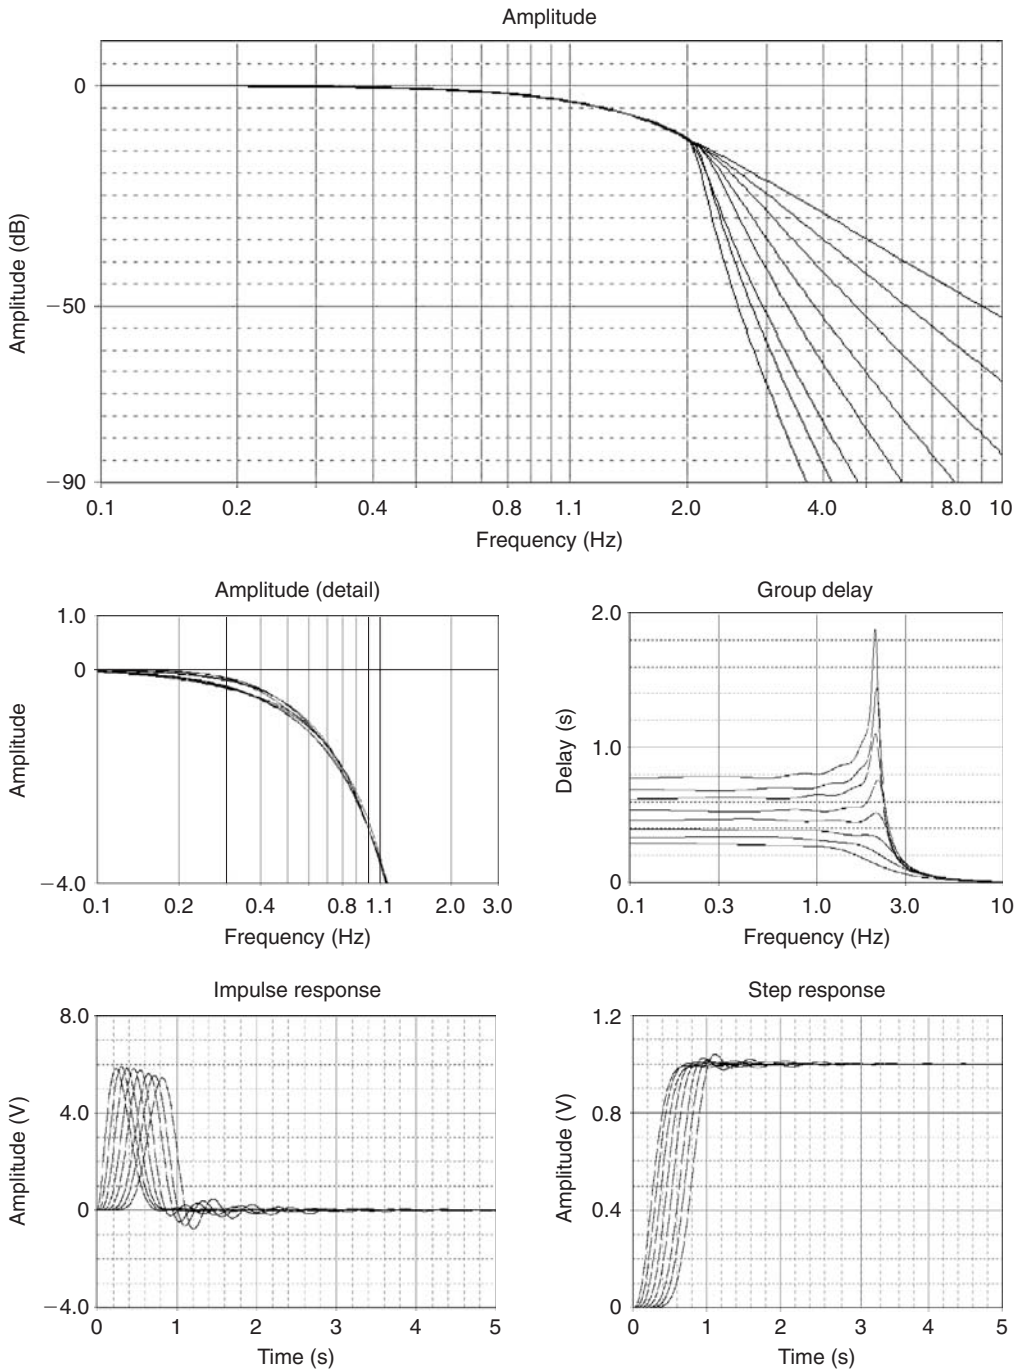 Amplitude
Amplitude (dB)
0
−50
−90
0.1 0.2 0.4 0.8 1.1 2.0 4.0 8.0 10
Frequency (Hz)
Amplitude (detail)
Amplitude
1.0
0
−4.0
0.1 0.2 0.4 0.8 1.1 2.0 3.0
Frequency (Hz)
Group delay
Delay (s)
2.0
1.0
0
0.1 0.3 1.0 3.0 10
Frequency (Hz)
Impulse response
Amplitude (V)
8.0
4.0
0
−4.0
0 1 2 3 4 5
Time (s)
Step response
Amplitude (V)
1.2
0.8
0.4
0
0 1 2 3 4 5
Time (s)